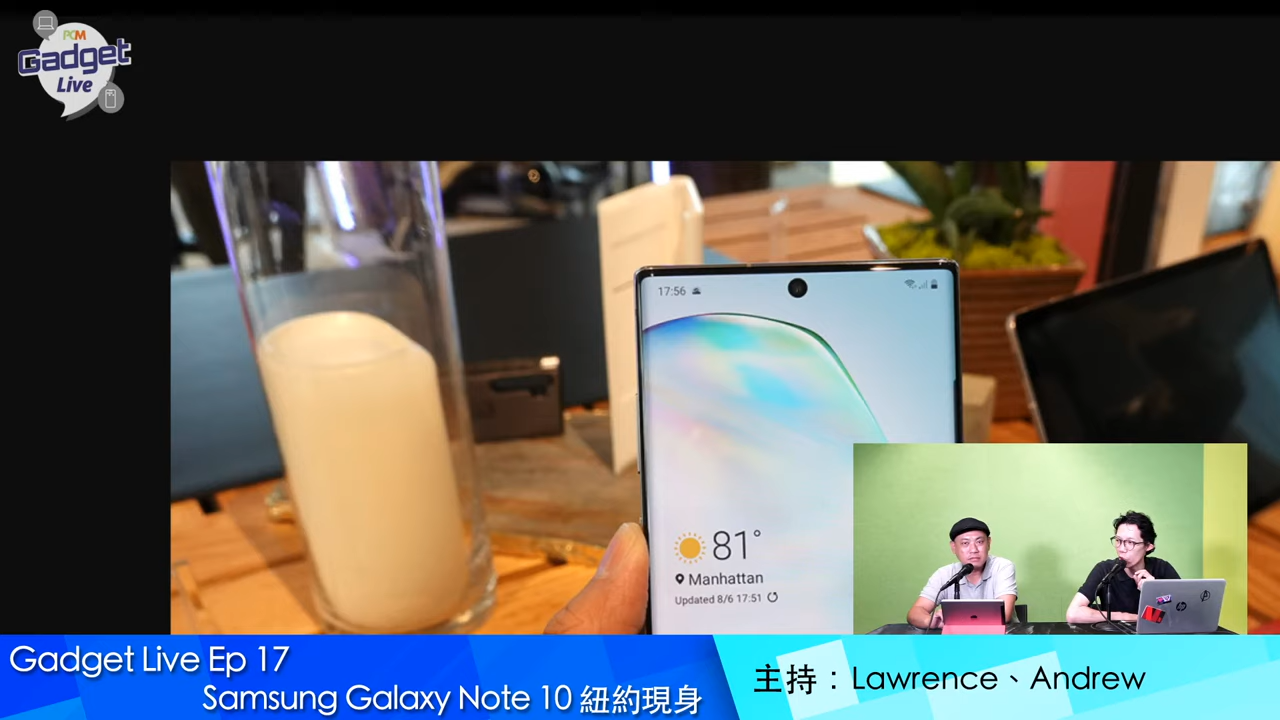 PCM
Gadget
Live
17:56
81°
Manhattan
Updated 8/6 17:51
hp
Gadget Live Ep 17
Samsung Galaxy Note 10 紐約現身
主持：Lawrence、Andrew